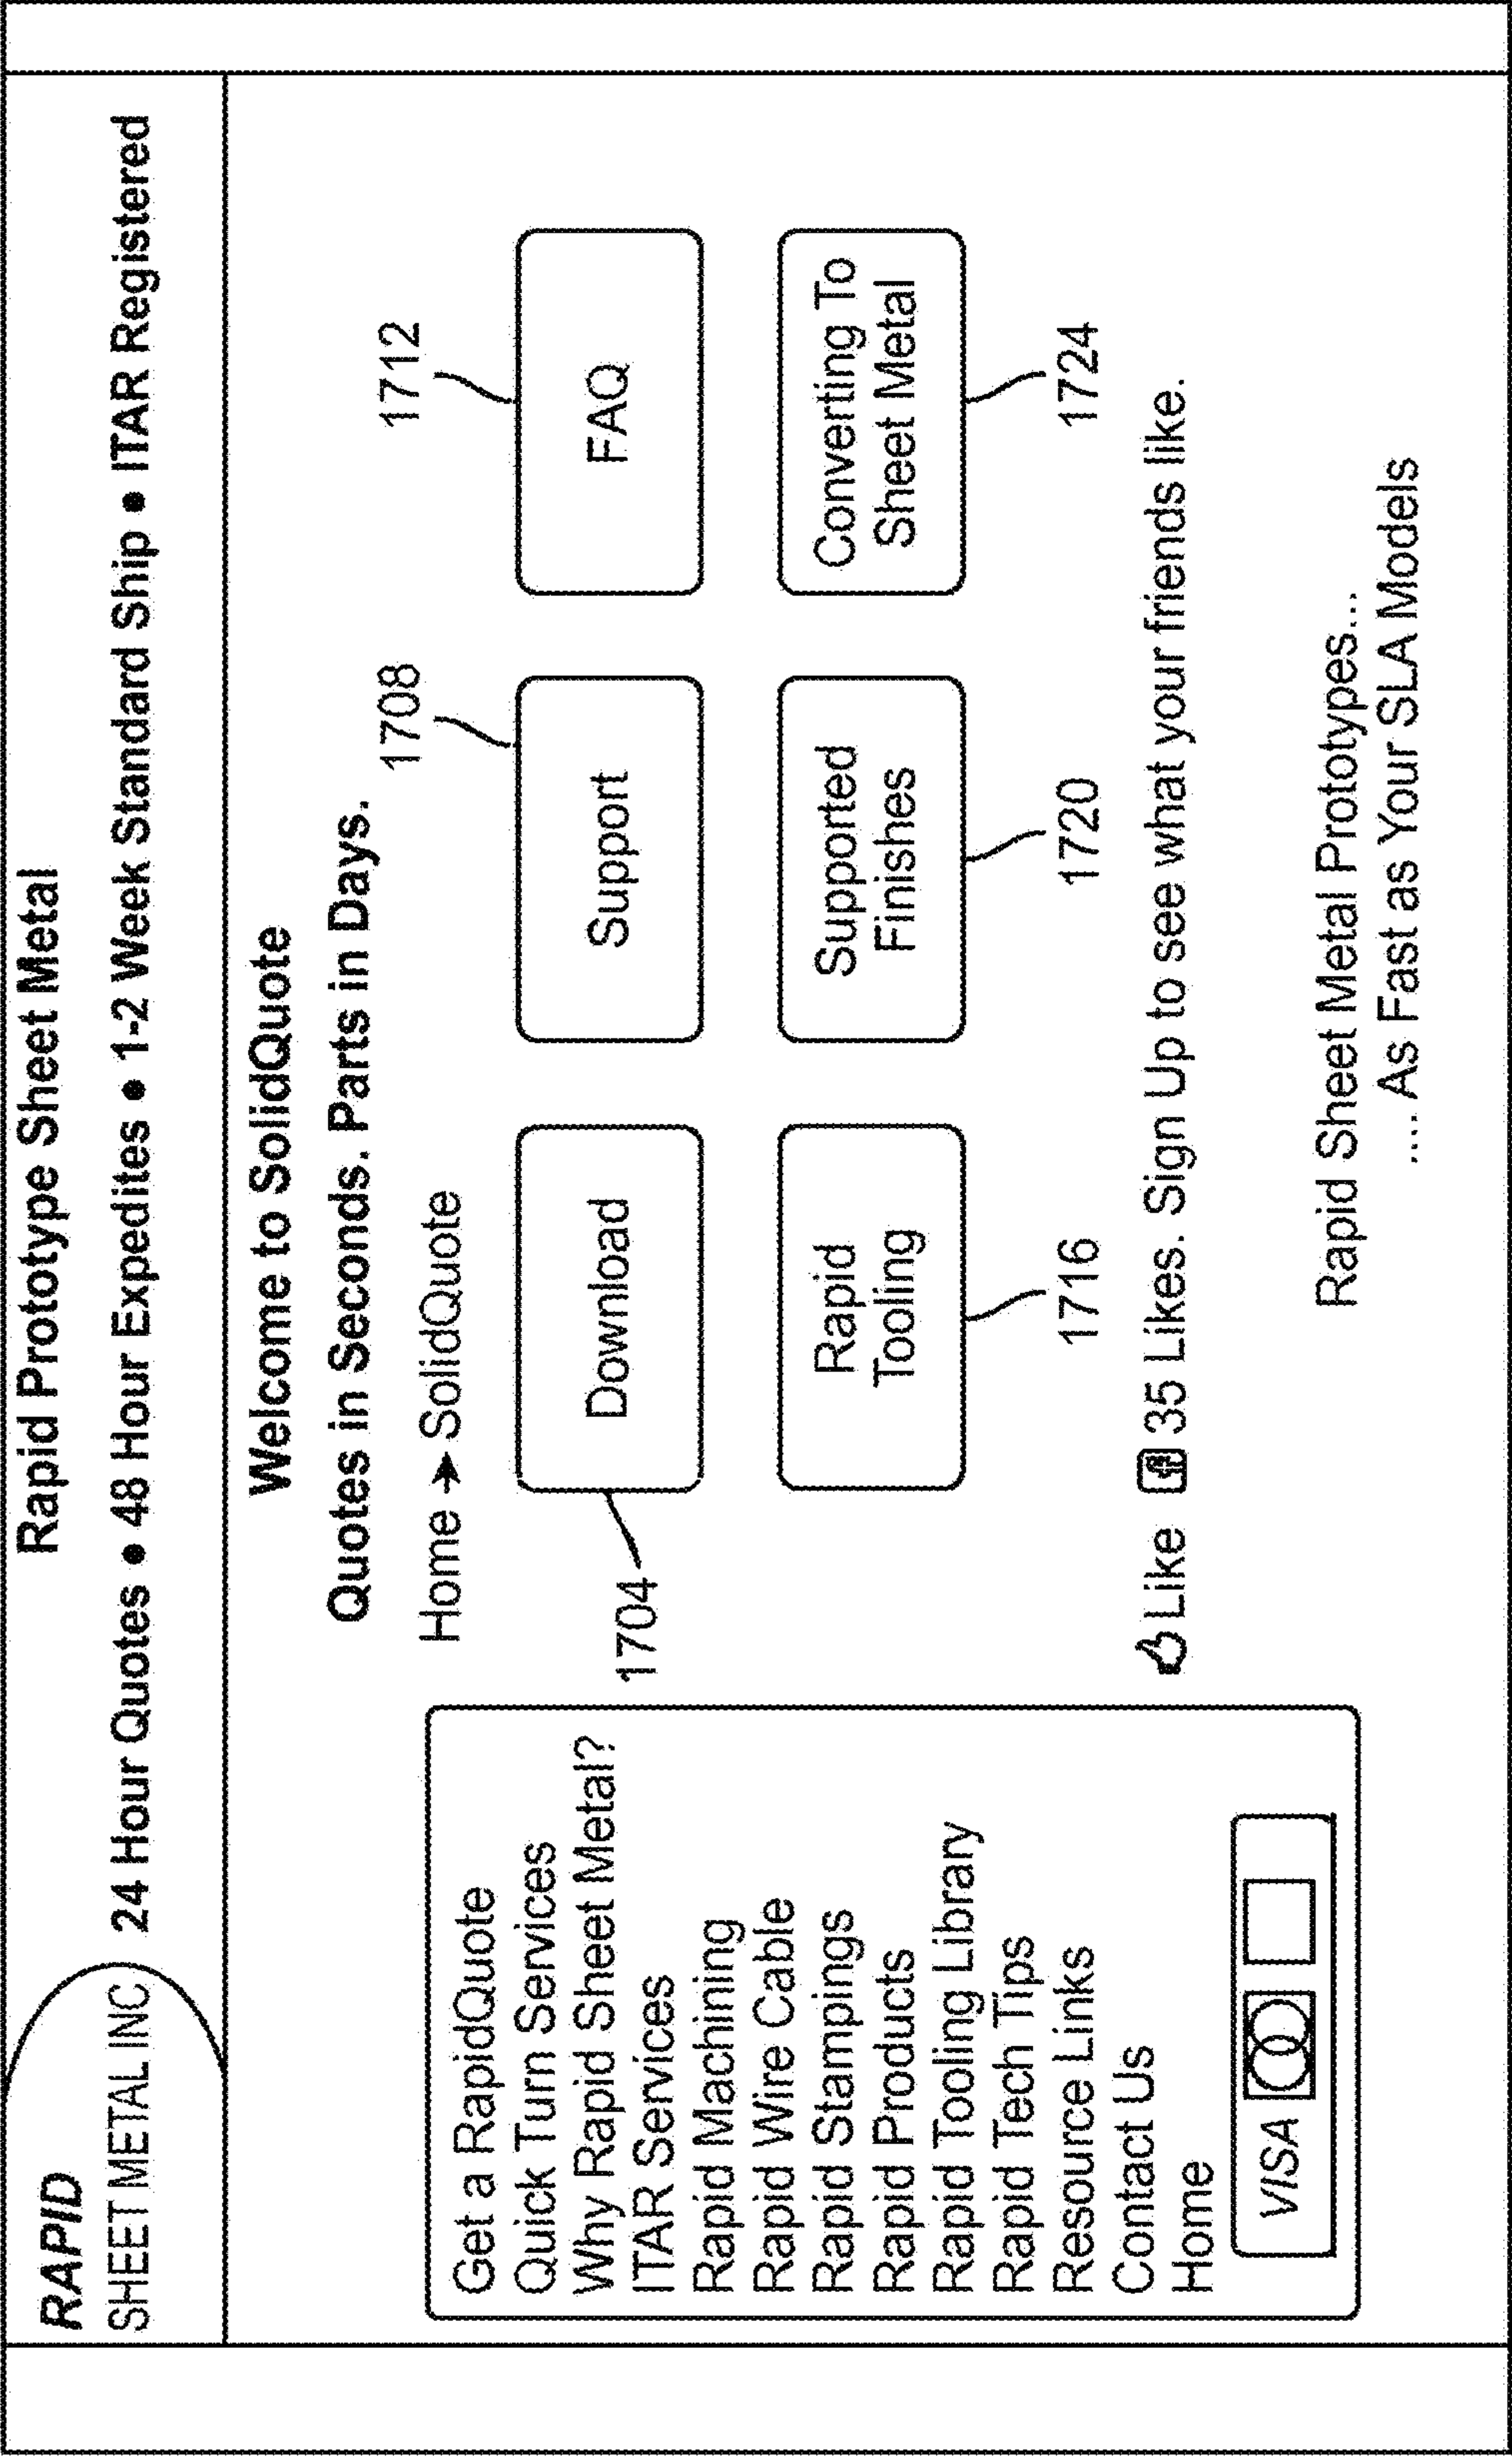 RAPID
SHEET METAL INC
Rapid Prototype Sheet Metal
24 Hour Quotes • 48 Hour Expedites • 1-2 Week Standard Ship • ITAR Registered
Welcome to SolidQuote
Quotes in Seconds. Parts in Days.
Home → SolidQuote
Get a RapidQuote
Quick Turn Services
Why Rapid Sheet Metal?
ITAR Services
Rapid Machining
Rapid Wire Cable
Rapid Stampings
Rapid Products
Rapid Tooling Library
Rapid Tech Tips
Resource Links
Contact Us
Home
VISA
1704
1708
1712
Download
Support
FAQ
Rapid
Tooling
Supported
Finishes
Converting To
Sheet Metal
1716
1720
1724
Like f 35 Likes. Sign Up to see what your friends like.
Rapid Sheet Metal Prototypes...
.... As Fast as Your SLA Models